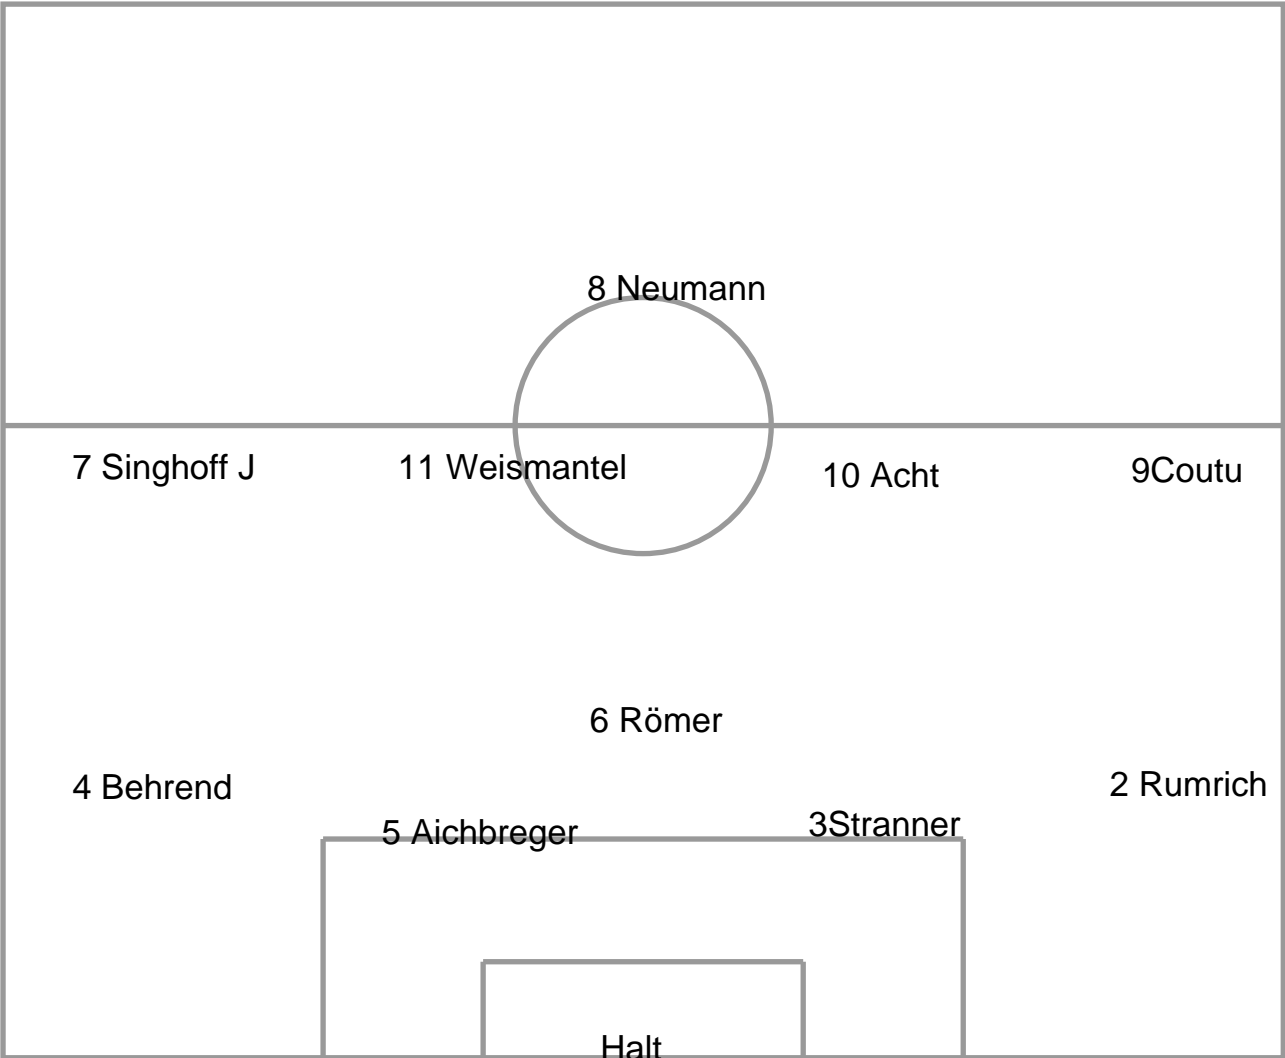 8 Neumann
7 Singhoff J
11 Weismantel
10 Acht
9Coutu
6 Römer
4 Behrend
2 Rumrich
5 Aichbreger
3Stranner
Halt